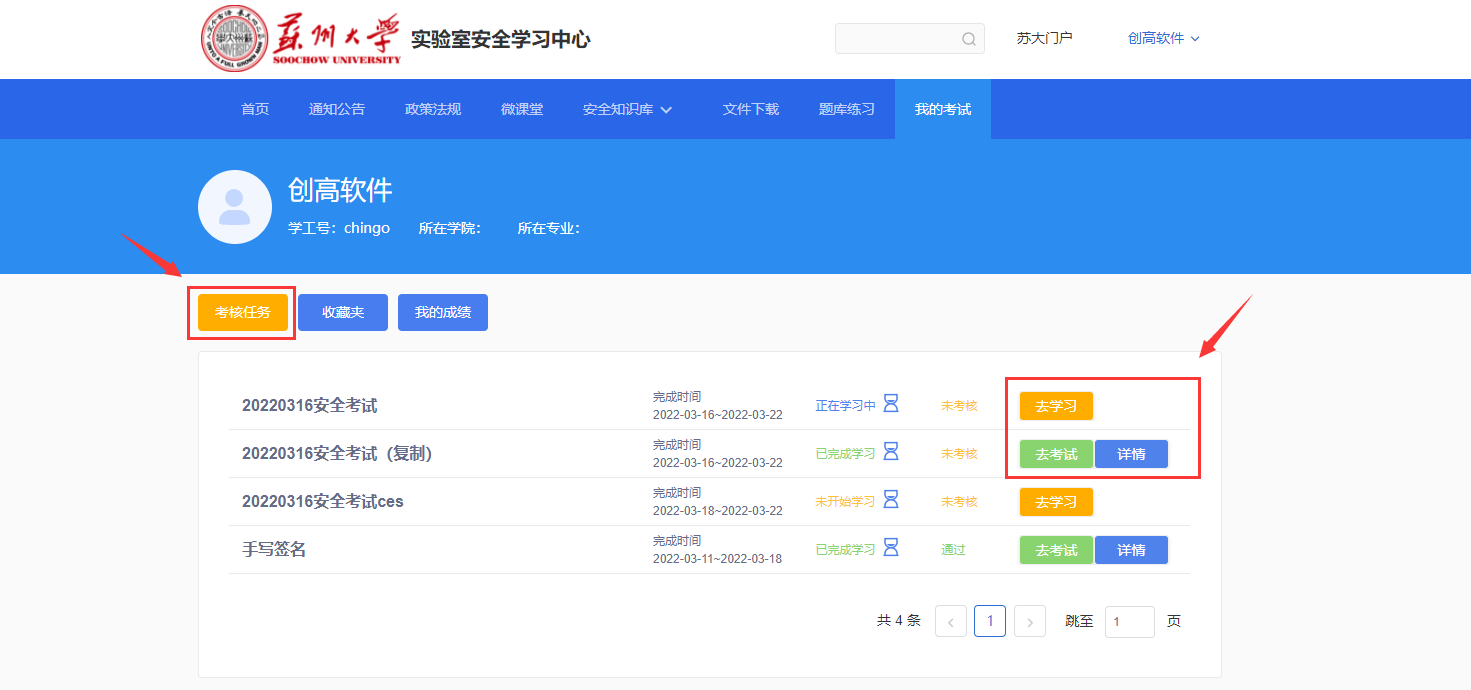 蘇州大學
SOOCHOW UNIVERSITY
实验室安全学习中心
苏大门户
创高软件
首页
通知公告
政策法规
微课堂
安全知识库
文件下载
题库练习
我的考试
创高软件
学工号：chingo
所在学院：
所在专业：
考核任务
收藏夹
我的成绩
20220316安全考试
完成时间
2022-03-16~2022-03-22
正在学习中
未考核
去学习
20220316安全考试（复制）
完成时间
2022-03-16~2022-03-22
已完成学习
未考核
去考试
详情
20220316安全考试ces
完成时间
2022-03-18~2022-03-22
未开始学习
未考核
去学习
手写签名
完成时间
2022-03-11~2022-03-18
已完成学习
通过
去考试
详情
共 4 条
1
跳至
1
页